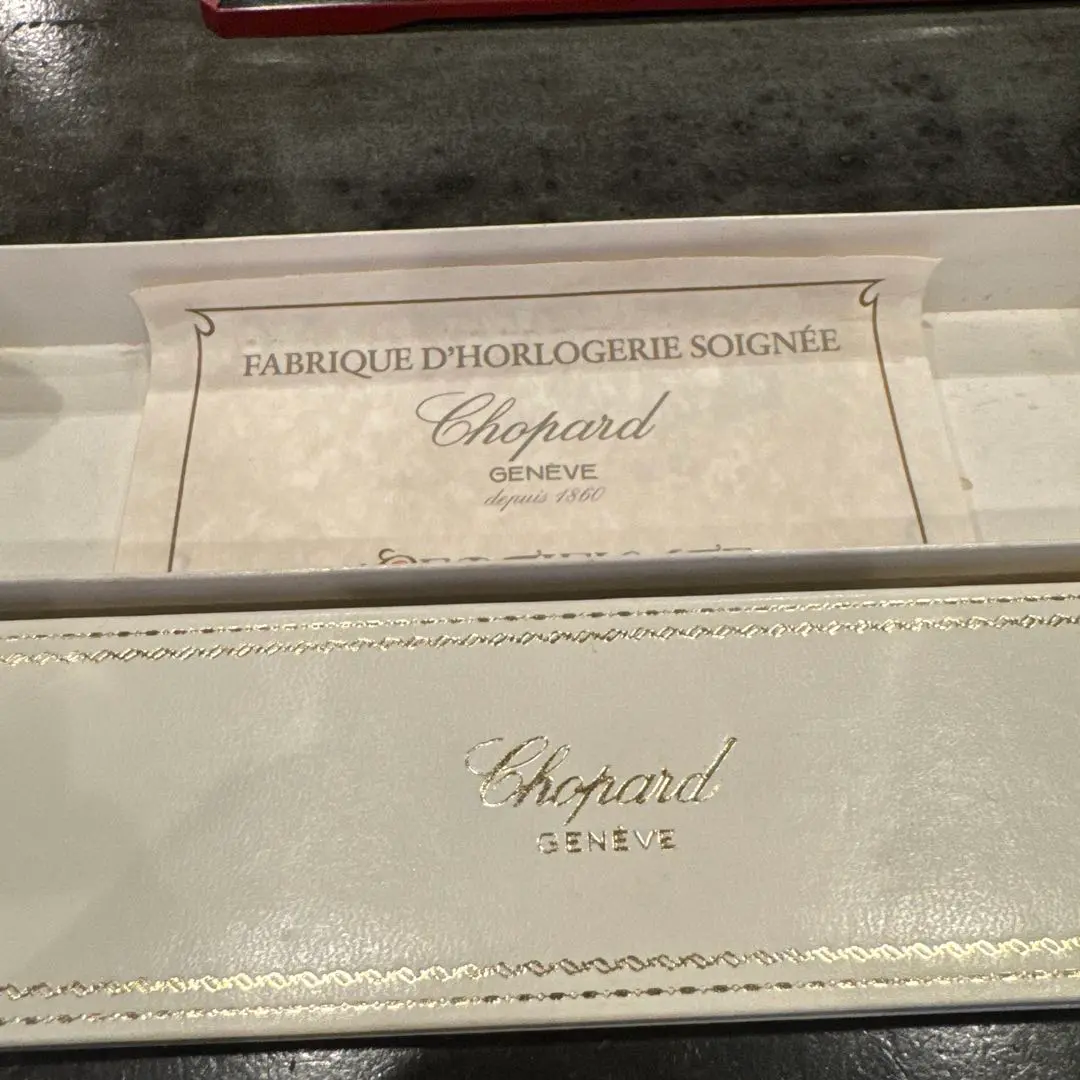 FABRIQUE D'HORLOGERIE SOIGNÉE
Chopard
GENÈVE
depuis 1860
Chopard
GENÈVE